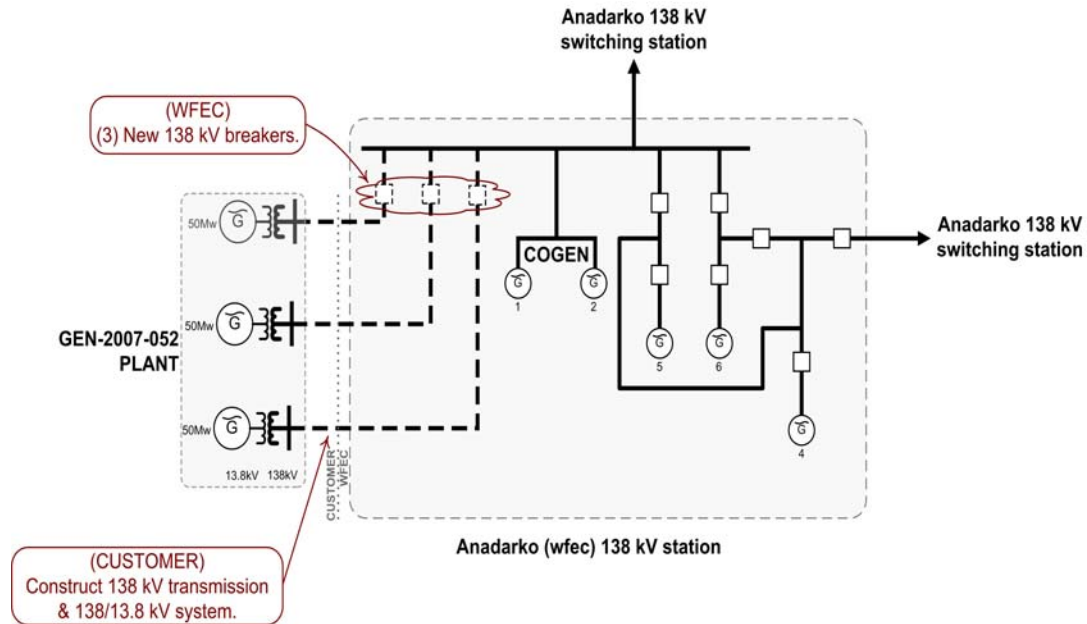 Anadarko 138 kV
switching station
(WFEC)
(3) New 138 kV breakers.
50Mw
G
50Mw
G
50Mw
G
GEN-2007-052
PLANT
13.8kV 138kV
CUSTOMER
WFEC
COGEN
G
1
G
2
G
5
G
6
G
4
Anadarko 138 kV
switching station
Anadarko (wfec) 138 kV station
(CUSTOMER)
Construct 138 kV transmission
& 138/13.8 kV system.